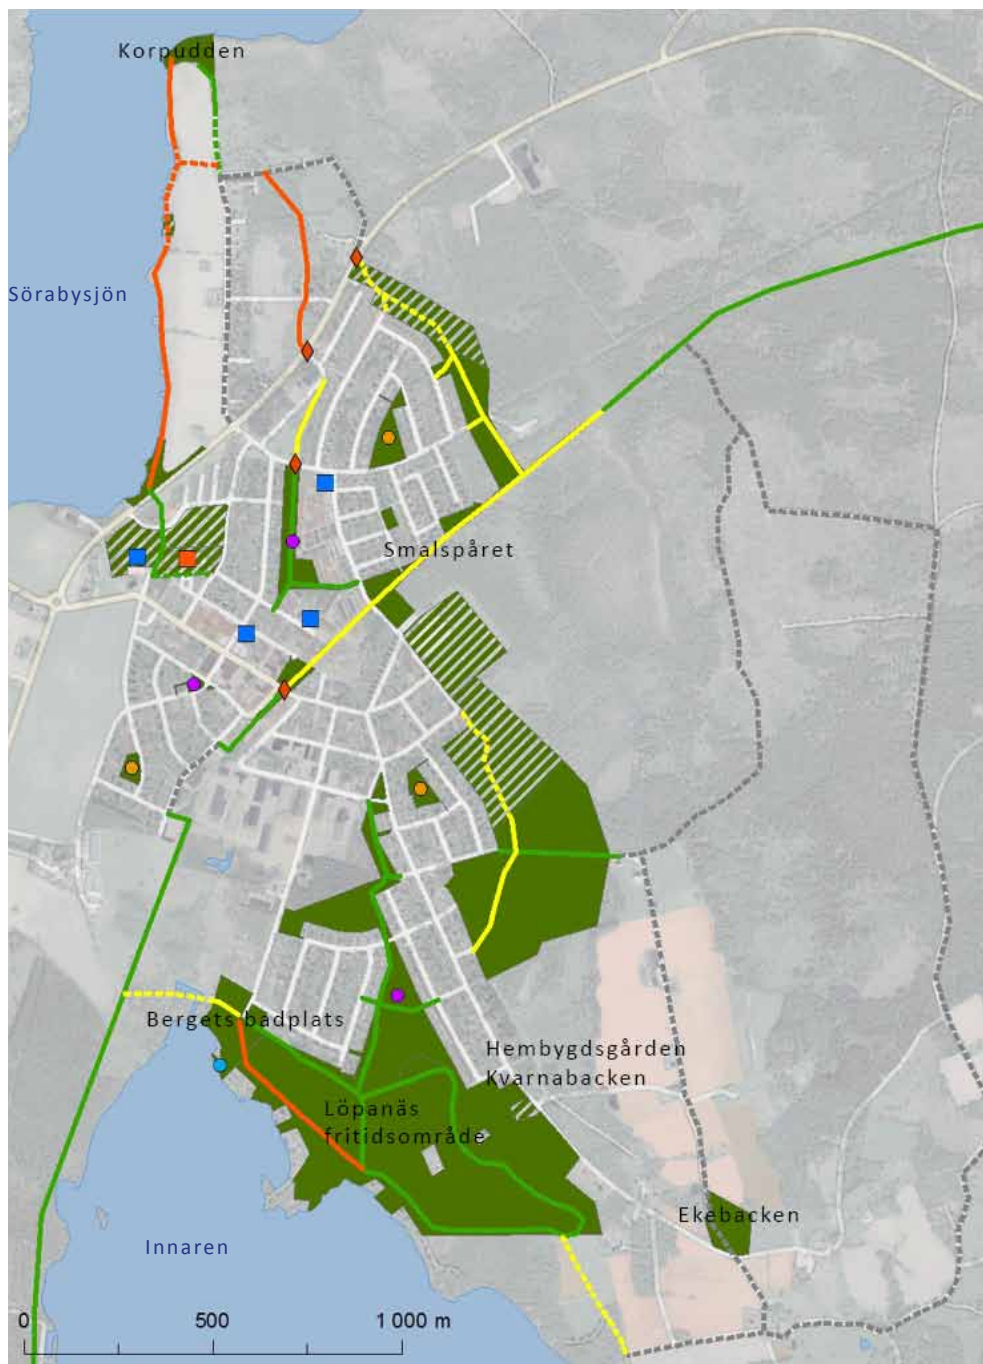 Korpudden
Sörabysjön
Smalspåret
Bergets badplats
Hembygdsgården
Kvarnabacken
Löpanäs
fritidsområde
Ekebacken
Innaren
0 500 1 000 m